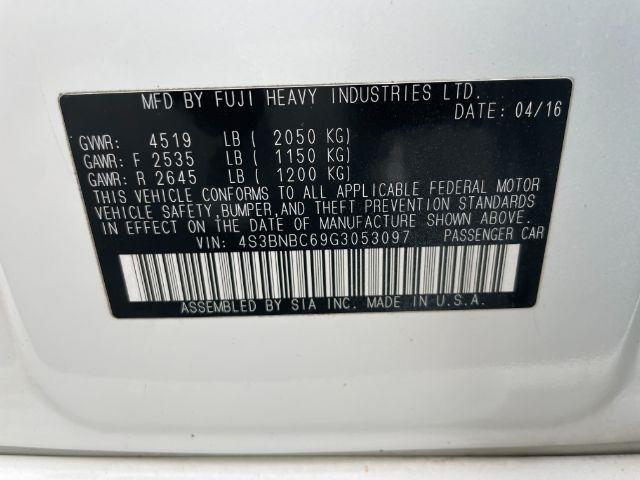 MFD BY FUJI HEAVY INDUSTRIES LTD.
DATE: 04/16
GVWR: 4519 LB ( 2050 KG)
GAWR: F 2535 LB ( 1150 KG)
GAWR: R 2645 LB ( 1200 KG)
THIS VEHICLE CONFORMS TO ALL APPLICABLE FEDERAL MOTOR
VEHICLE SAFETY, BUMPER, AND THEFT PREVENTION STANDARDS
IN EFFECT ON THE DATE OF MANUFACTURE SHOWN ABOVE.
VIN: 4S3BNBC69G3053097 PASSENGER CAR
ASSEMBLED BY SIA INC. MADE IN U.S.A.